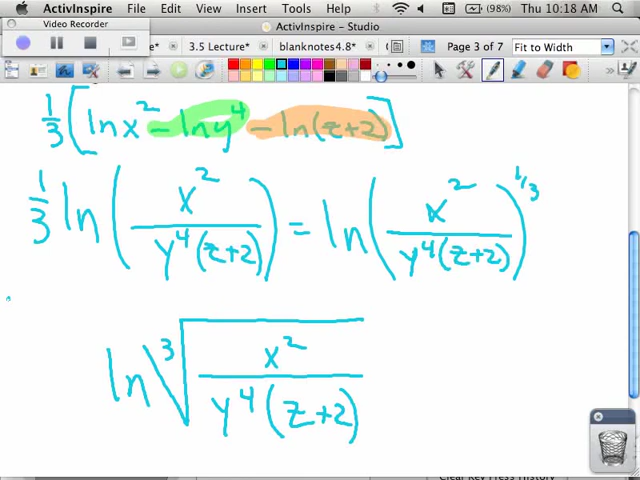 ActivInspire File Edit View Insert Tools Help (98%) Thu 10:18 AM
ActivInspire - Studio
Video Recorder
3.5 Lecture* blanknotes4.8* Page 3 of 7 Fit to Width
1/3[ln x² - ln y⁴ - ln(z+2)]
1/3 ln(x²/(y⁴(z+2))) = ln(x²/(y⁴(z+2)))^1/3
ln ³√(x²/(y⁴(z+2)))
Clear Key Press History